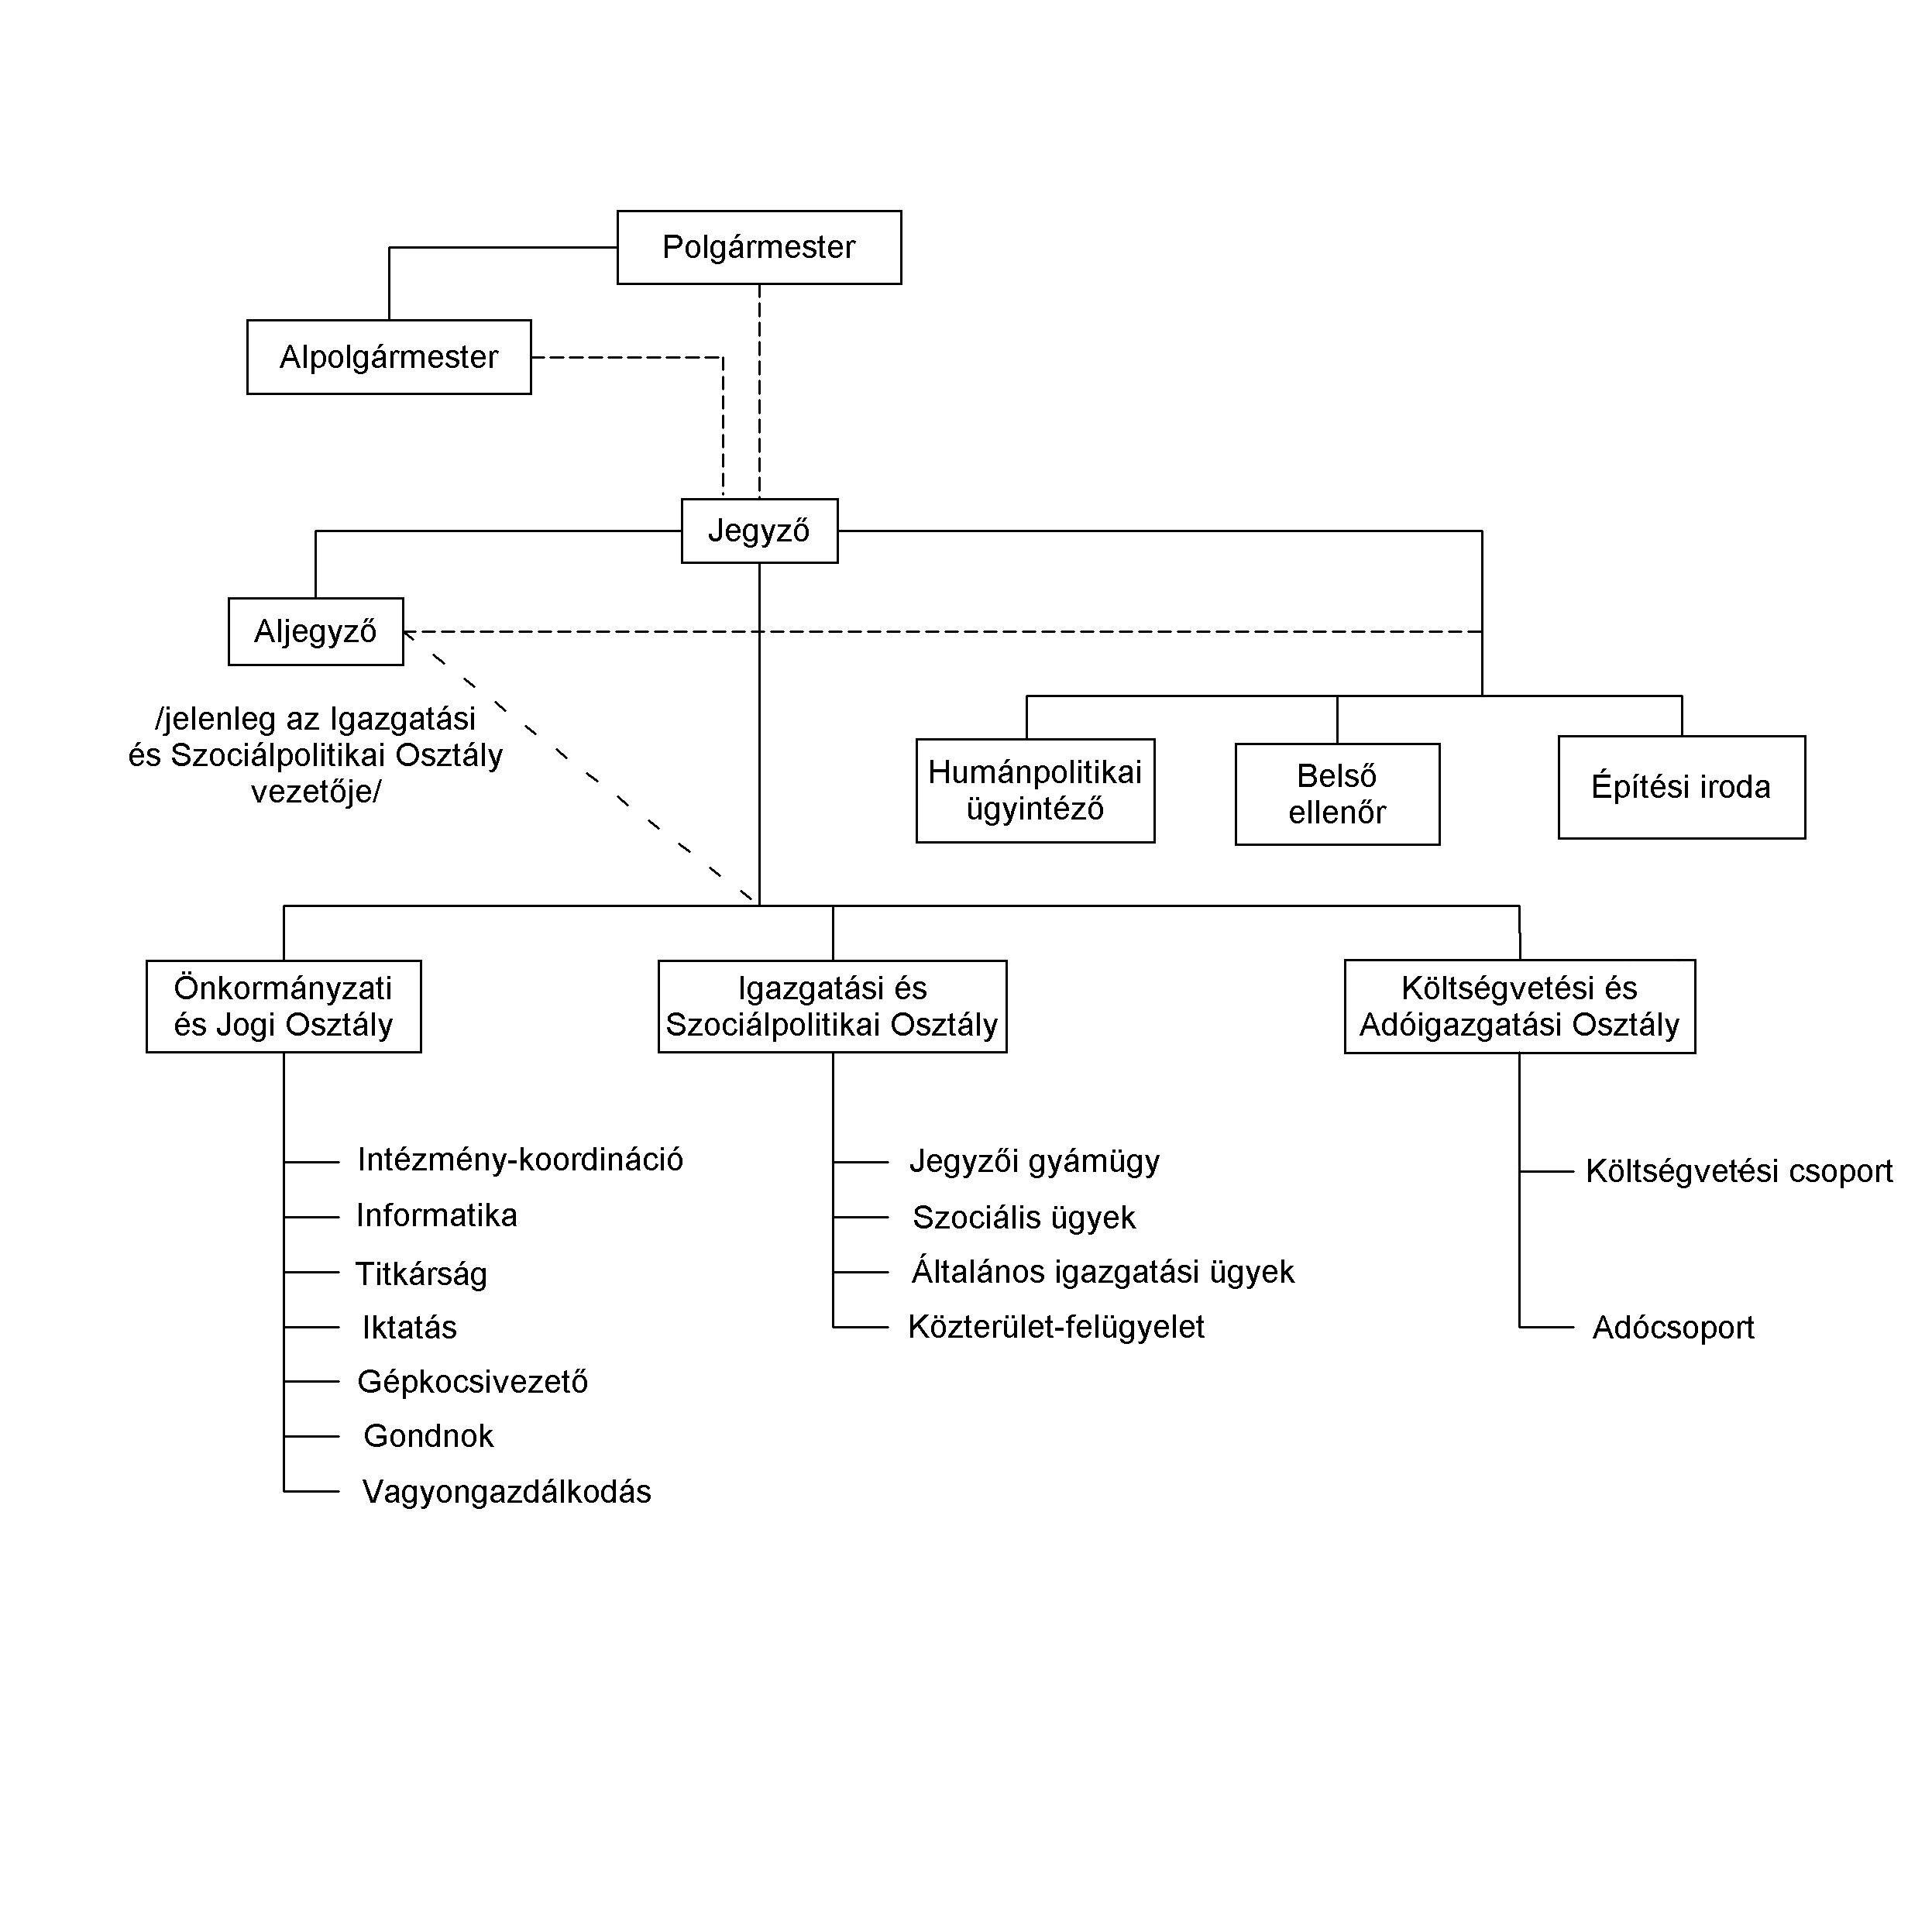 Polgármester
Alpolgármester
Jegyző
Aljegyző
/jelenleg az Igazgatási
és Szociálpolitikai Osztály
vezetője/
Humánpolitikai
ügyintéző
Belső
ellenőr
Építési iroda
Önkormányzati
és Jogi Osztály
Igazgatási és
Szociálpolitikai Osztály
Költségvetési és
Adóigazgatási Osztály
Intézmény-koordináció
Informatika
Titkárság
Iktatás
Gépkocsivezető
Gondnok
Vagyongazdálkodás
Jegyzői gyámügy
Szociális ügyek
Általános igazgatási ügyek
Közterület-felügyelet
Költségvetési csoport
Adócsoport